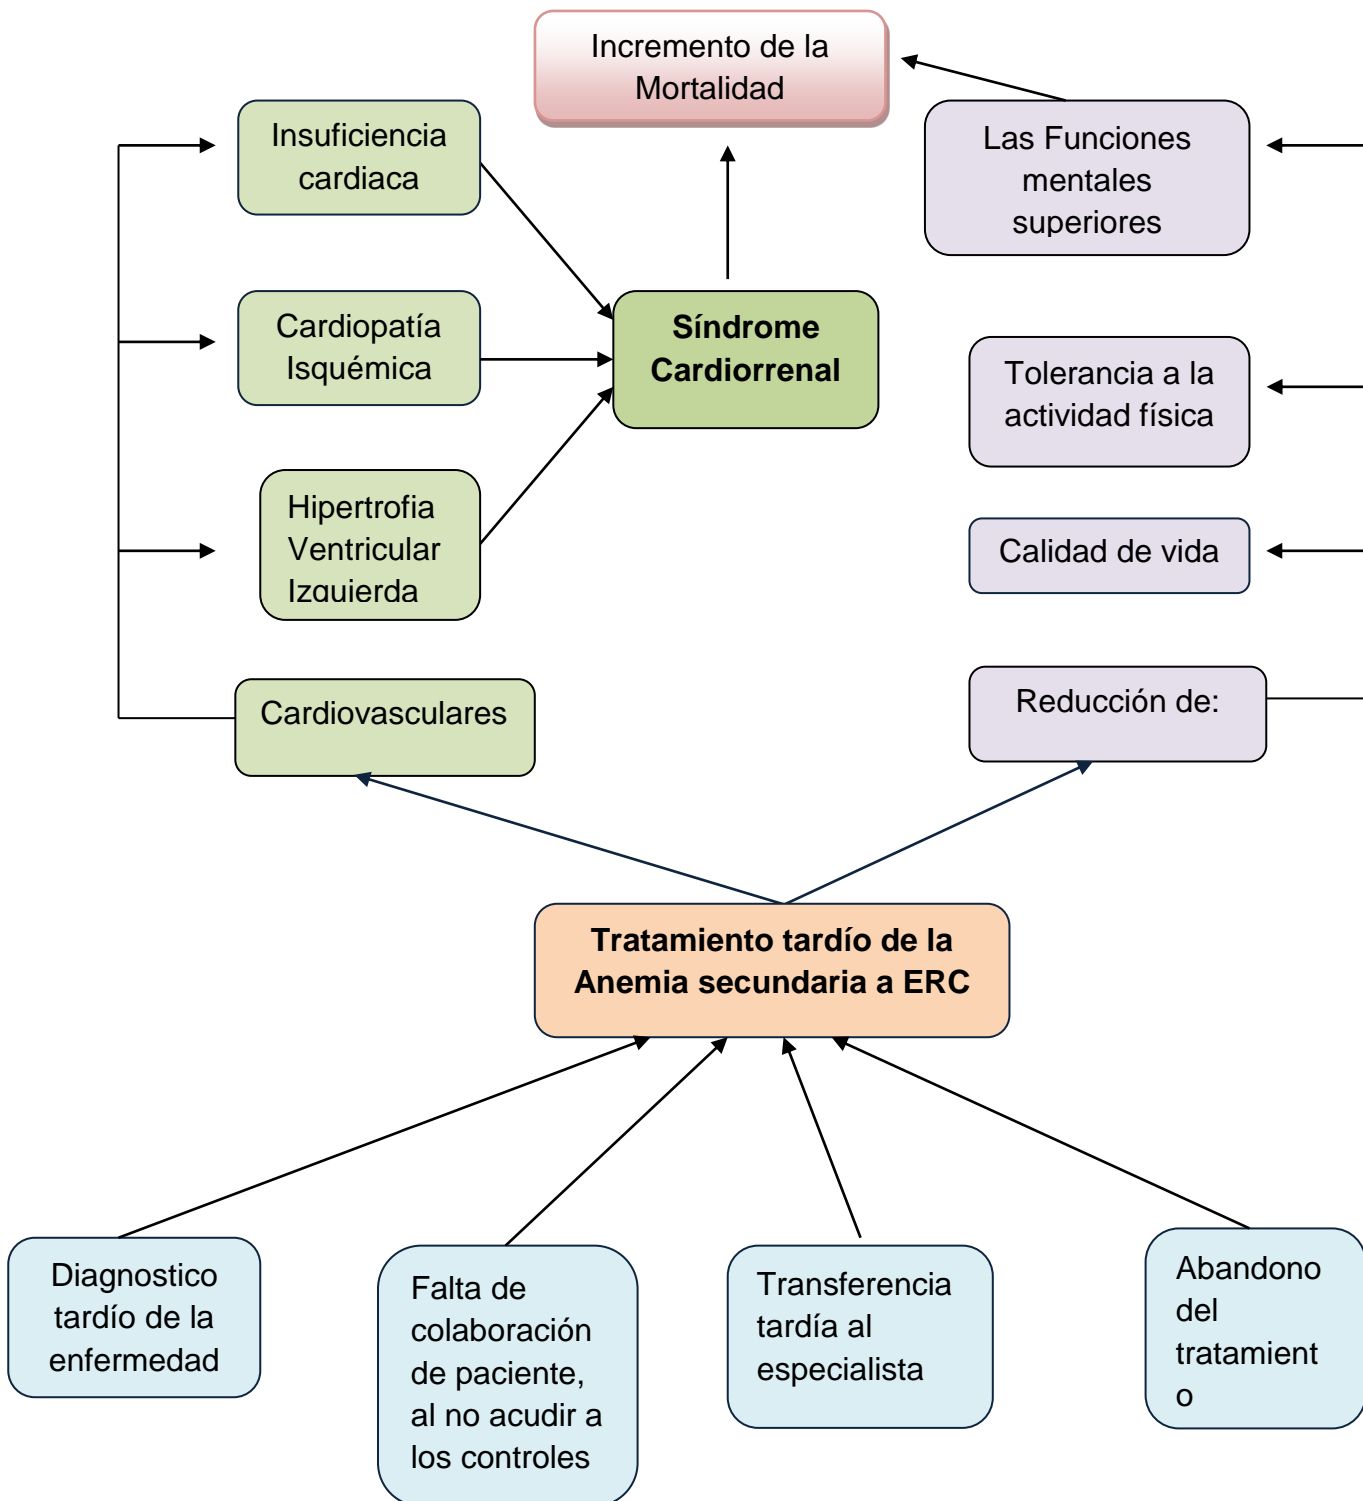 Incremento de la
Mortalidad
Insuficiencia
cardiaca
Las Funciones
mentales
superiores
Cardiopatía
Isquémica
Síndrome
Cardiorrenal
Tolerancia a la
actividad física
Hipertrofia
Ventricular
Izquierda
Calidad de vida
Cardiovasculares
Reducción de:
Tratamiento tardío de la
Anemia secundaria a ERC
Diagnostico
tardío de la
enfermedad
Falta de
colaboración
de paciente,
al no acudir a
los controles
Transferencia
tardía al
especialista
Abandono
del
tratamient
o